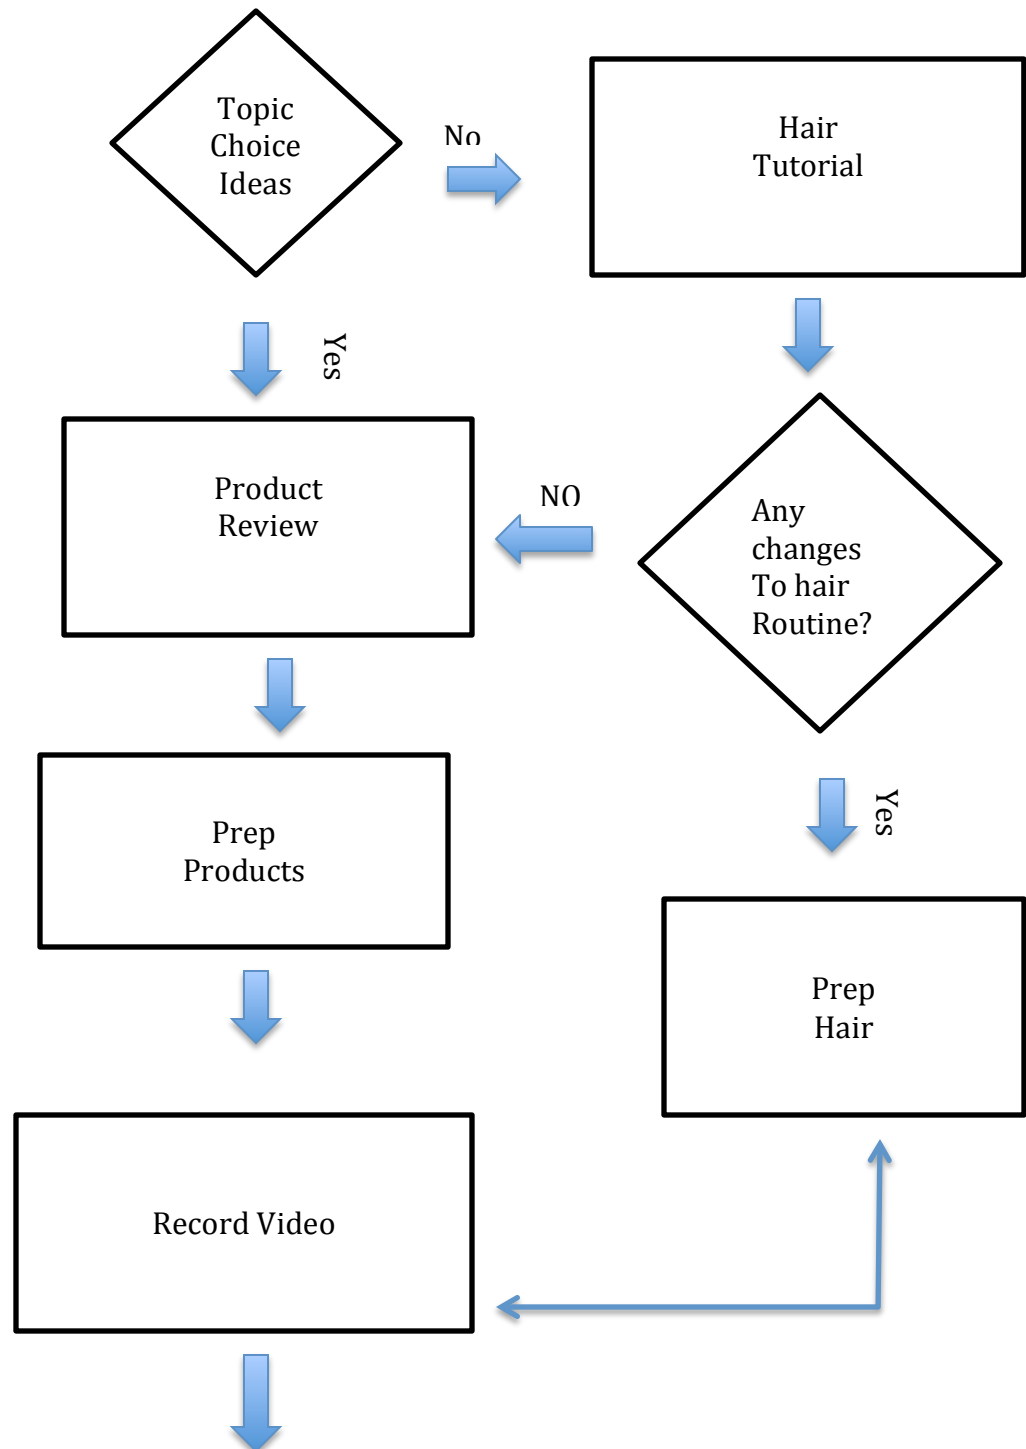 Topic
Choice
Ideas
No
Hair
Tutorial
Yes
Product
Review
NO
Any
changes
To hair
Routine?
Prep
Products
Yes
Prep
Hair
Record Video